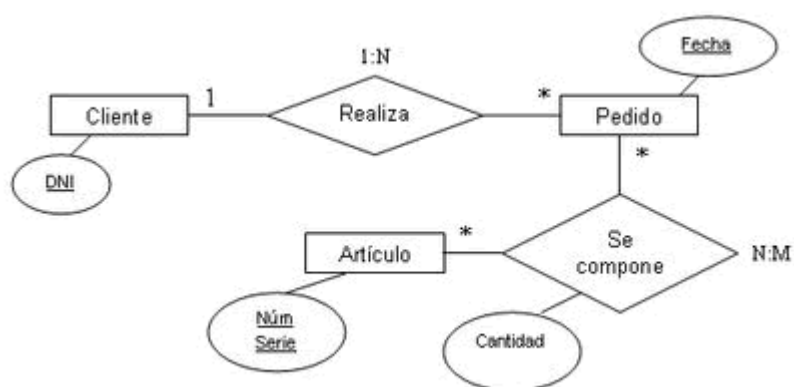 Fecha
1:N
Cliente
1
Realiza
*
Pedido
*
DNI
Artículo
*
Se
compone
N:M
Núm
Serie
Cantidad